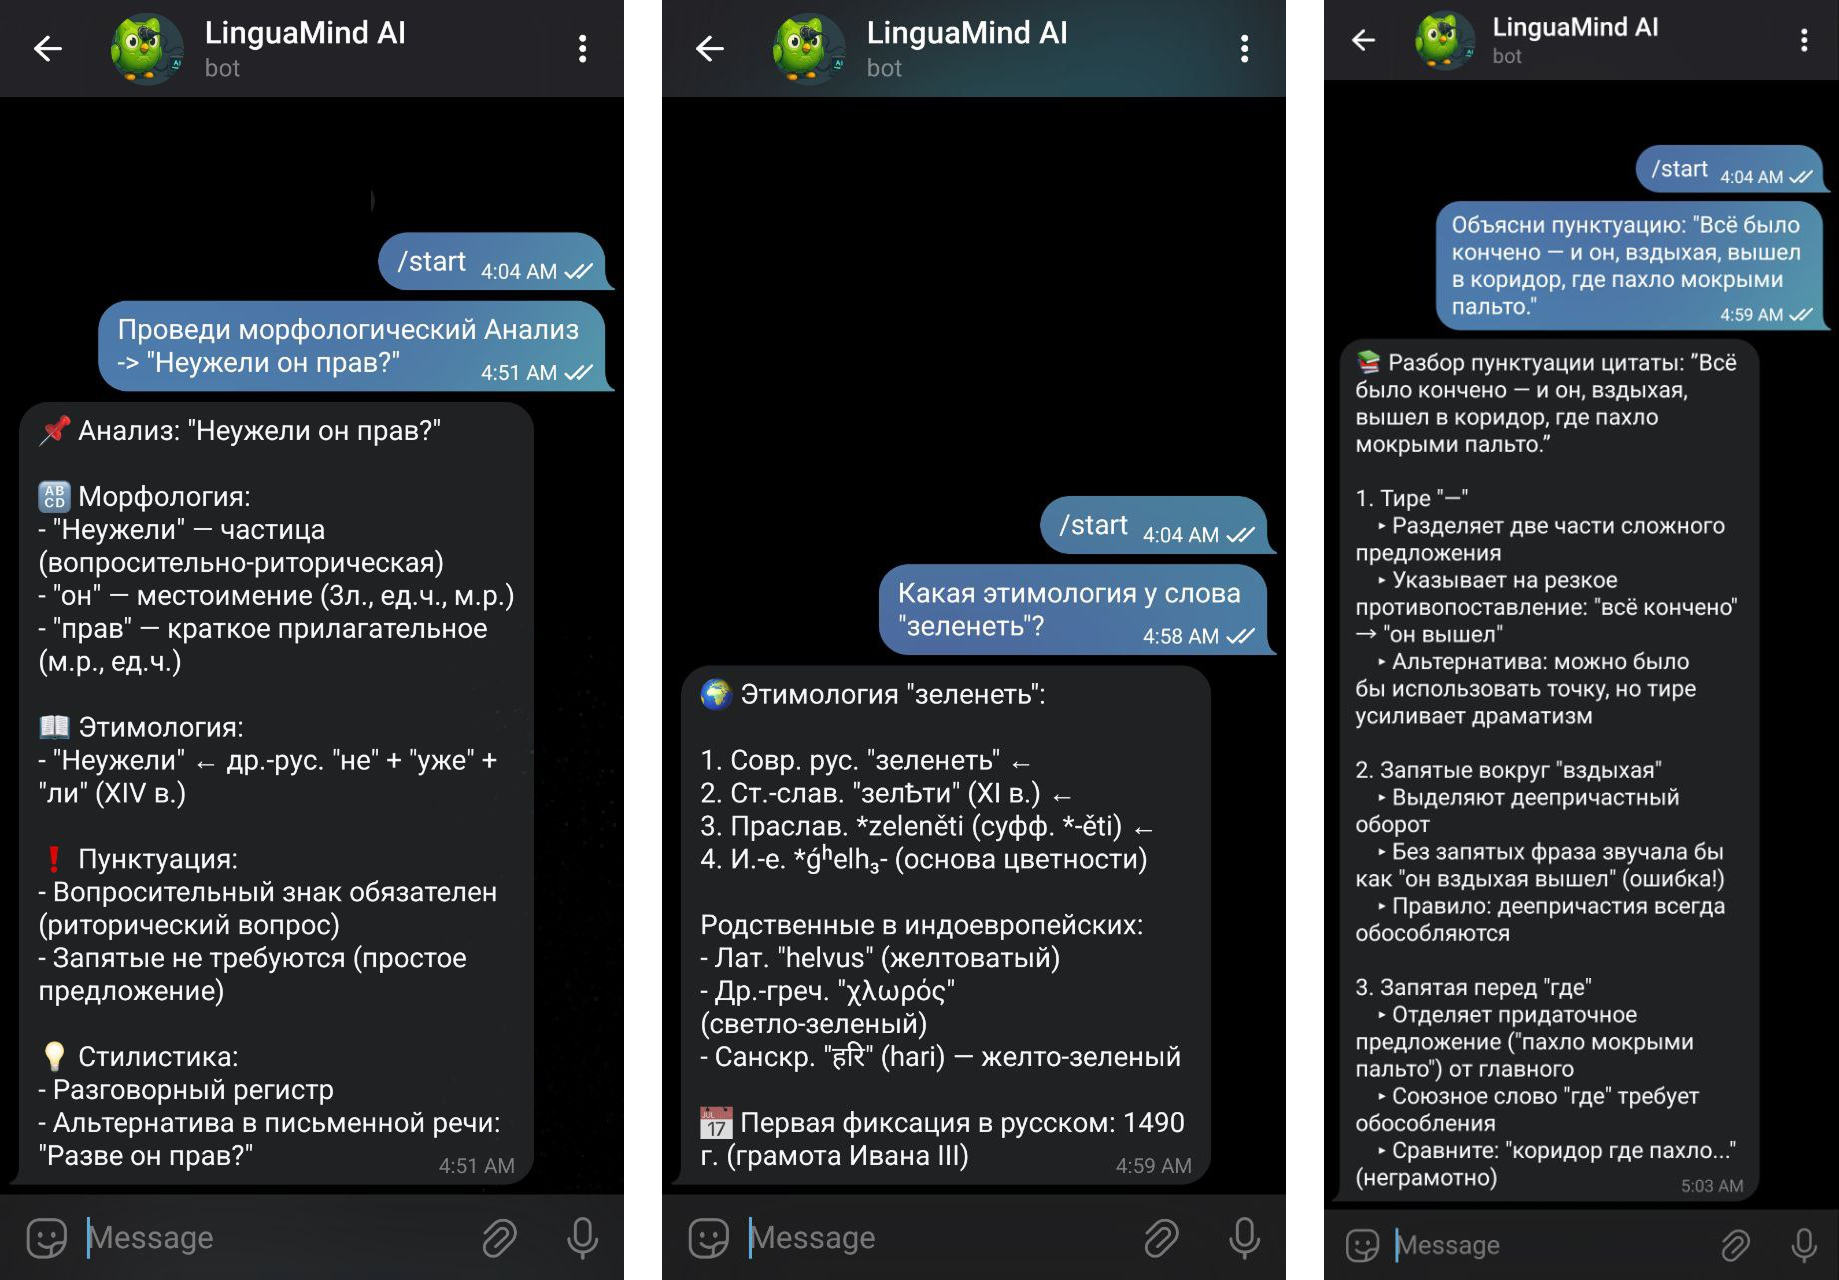 LinguaMind AI
bot
/start 4:04 AM
Проведи морфологический Анализ
-> "Неужели он прав?"
4:51 AM
📌 Анализ: "Неужели он прав?"
🔠 Морфология:
- "Неужели" — частица
(вопросительно-риторическая)
- "он" — местоимение (3л., ед.ч., м.р.)
- "прав" — краткое прилагательное
(м.р., ед.ч.)
📖 Этимология:
- "Неужели" ← др.-рус. "не" + "уже" +
"ли" (XIV в.)
❗ Пунктуация:
- Вопросительный знак обязателен
(риторический вопрос)
- Запятые не требуются (простое
предложение)
💡 Стилистика:
- Разговорный регистр
- Альтернатива в письменной речи:
"Разве он прав?"
4:51 AM
Message
LinguaMind AI
bot
/start 4:04 AM
Какая этимология у слова
"зеленеть"?
4:58 AM
🌍 Этимология "зеленеть":
1. Совр. рус. "зеленеть" ←
2. Ст.-слав. "зелѣти" (XI в.) ←
3. Праслав. *zeleněti (суфф. *-ěti) ←
4. И.-е. *ǵʰelh₃- (основа цветности)
Родственные в индоевропейских:
- Лат. "helvus" (желтоватый)
- Др.-греч. "χλωρός"
(светло-зеленый)
- Санскр. "हरि" (hari) — желто-зеленый
📅 Первая фиксация в русском: 1490
г. (грамота Ивана III)
4:59 AM
Message
LinguaMind AI
bot
/start 4:04 AM
Объясни пунктуацию: "Всё было
кончено — и он, вздыхая, вышел
в коридор, где пахло мокрыми
пальто."
4:59 AM
📚 Разбор пунктуации цитаты: "Всё
было кончено — и он, вздыхая,
вышел в коридор, где пахло
мокрыми пальто."
1. Тире "—"
‣ Разделяет две части сложного
предложения
‣ Указывает на резкое
противопоставление: "всё кончено"
→ "он вышел"
‣ Альтернатива: можно было
бы использовать точку, но тире
усиливает драматизм
2. Запятые вокруг "вздыхая"
‣ Выделяют деепричастный
оборот
‣ Без запятых фраза звучала бы
как "он вздыхая вышел" (ошибка!)
‣ Правило: деепричастия всегда
обособляются
3. Запятая перед "где"
‣ Отделяет придаточное
предложение ("пахло мокрыми
пальто") от главного
‣ Союзное слово "где" требует
обособления
‣ Сравните: "коридор где пахло..."
(неграмотно)
5:03 AM
Message